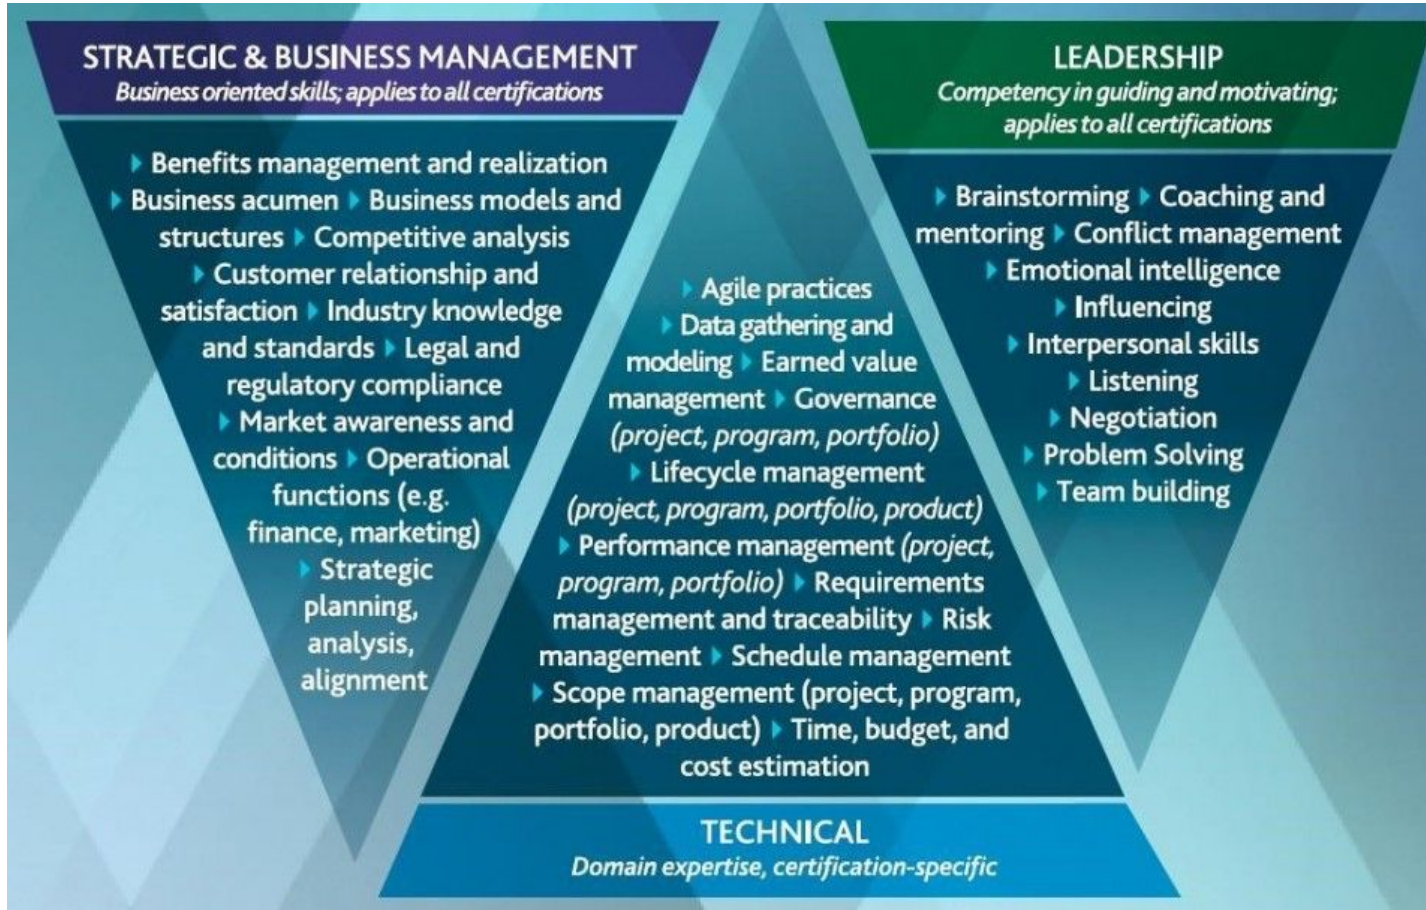 STRATEGIC & BUSINESS MANAGEMENT
Business oriented skills; applies to all certifications
Benefits management and realization
Business acumen Business models and
structures Competitive analysis
Customer relationship and
satisfaction Industry knowledge
and standards Legal and
regulatory compliance
Market awareness and
conditions Operational
functions (e.g.
finance, marketing)
Strategic
planning,
analysis,
alignment
Agile practices
Data gathering and
modeling Earned value
management Governance
(project, program, portfolio)
Lifecycle management
(project, program, portfolio, product)
Performance management (project,
program, portfolio) Requirements
management and traceability Risk
management Schedule management
Scope management (project, program,
portfolio, product) Time, budget, and
cost estimation
TECHNICAL
Domain expertise, certification-specific
LEADERSHIP
Competency in guiding and motivating;
applies to all certifications
Brainstorming Coaching and
mentoring Conflict management
Emotional intelligence
Influencing
Interpersonal skills
Listening
Negotiation
Problem Solving
Team building